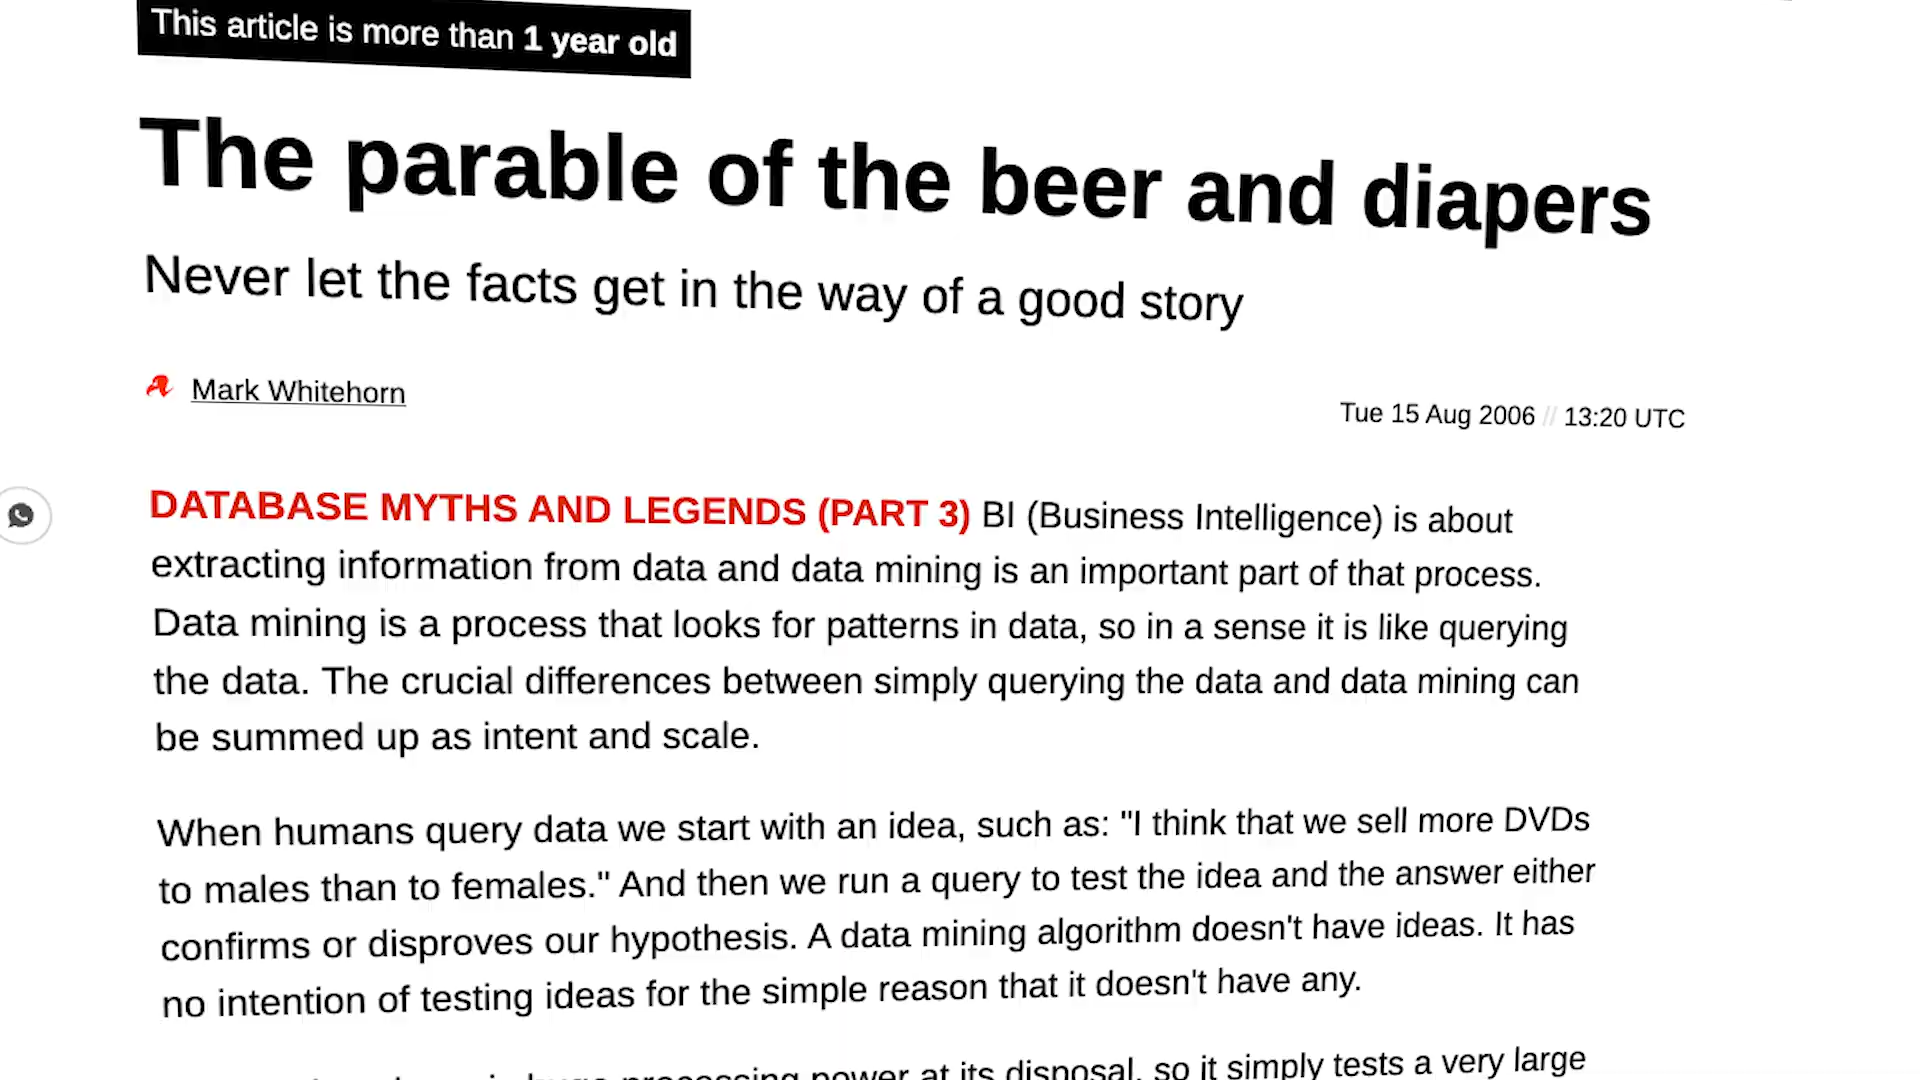 This article is more than 1 year old
The parable of the beer and diapers
Never let the facts get in the way of a good story
Mark Whitehorn
Tue 15 Aug 2006 // 13:20 UTC
DATABASE MYTHS AND LEGENDS (PART 3) BI (Business Intelligence) is about
extracting information from data and data mining is an important part of that process.
Data mining is a process that looks for patterns in data, so in a sense it is like querying
the data. The crucial differences between simply querying the data and data mining can
be summed up as intent and scale.
When humans query data we start with an idea, such as: "I think that we sell more DVDs
to males than to females." And then we run a query to test the idea and the answer either
confirms or disproves our hypothesis. A data mining algorithm doesn't have ideas. It has
no intention of testing ideas for the simple reason that it doesn't have any.
processing power at its disposal, so it simply tests a very large